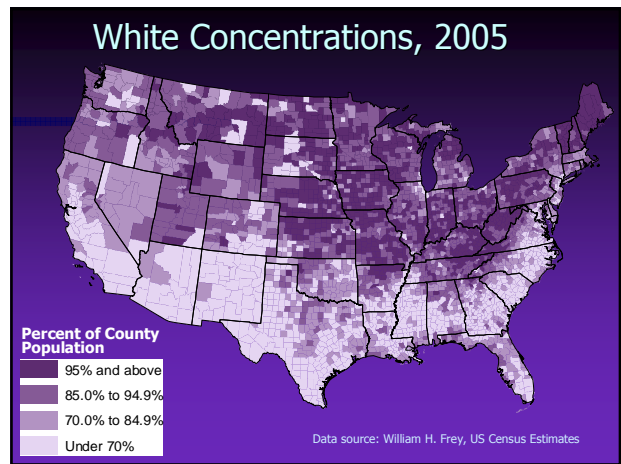 White Concentrations, 2005
Percent of County
Population
95% and above
85.0% to 94.9%
70.0% to 84.9%
Under 70%
Data source: William H. Frey, US Census Estimates